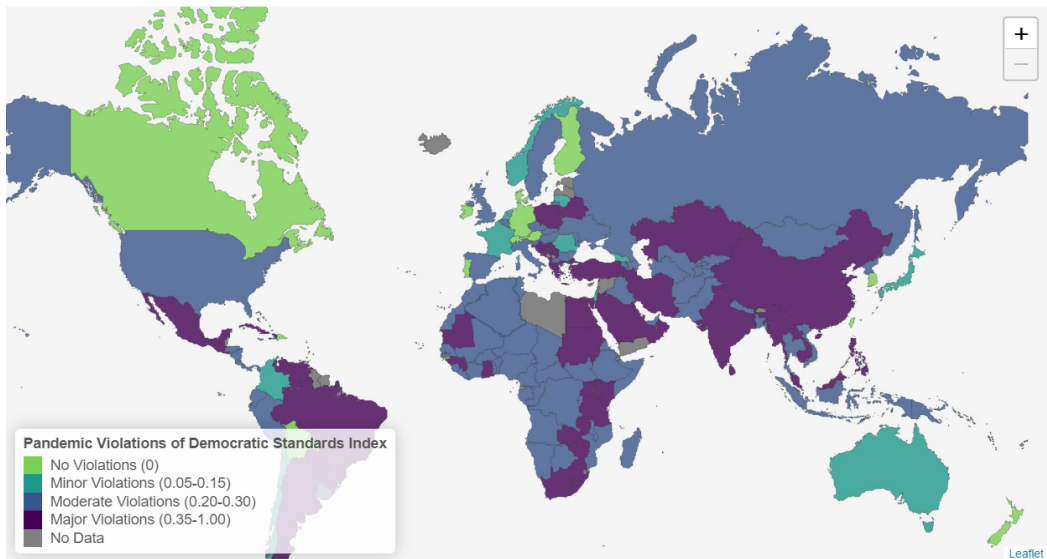 +
−
Pandemic Violations of Democratic Standards Index
No Violations (0)
Minor Violations (0.05-0.15)
Moderate Violations (0.20-0.30)
Major Violations (0.35-1.00)
No Data
Leaflet